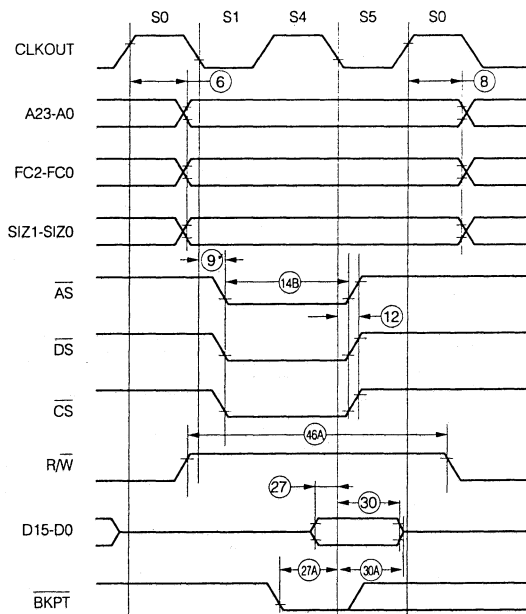 S0 S1 S4 S5 S0
CLKOUT
6 8
A23-A0
FC2-FC0
SIZ1-SIZ0
9*
14B
AS
12
DS
CS
46A
R/W
27 30
D15-D0
27A 30A
BKPT